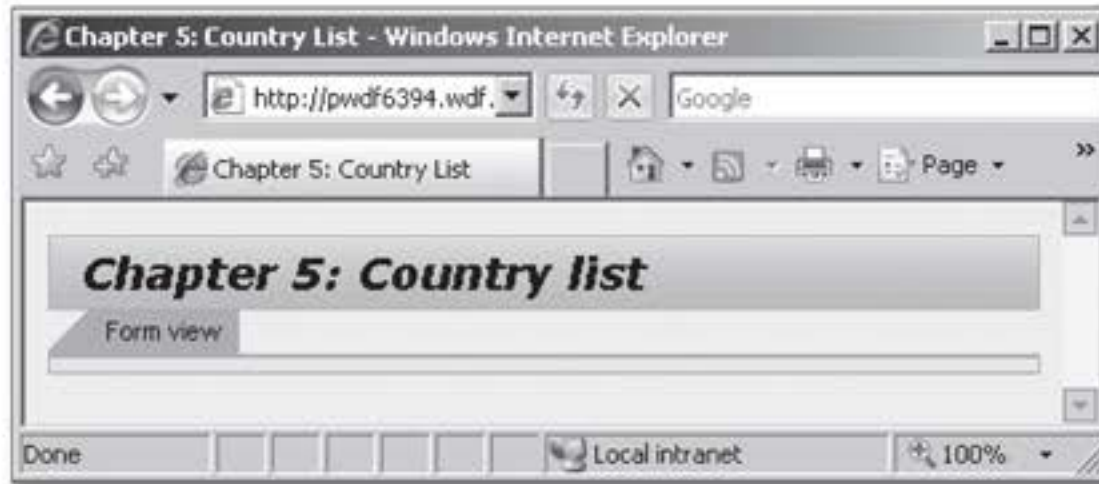 Chapter 5: Country List - Windows Internet Explorer
http://pwdf6394.wdf. Google
Chapter 5: Country List Page »
Chapter 5: Country list
Form view
Done Local intranet 100%